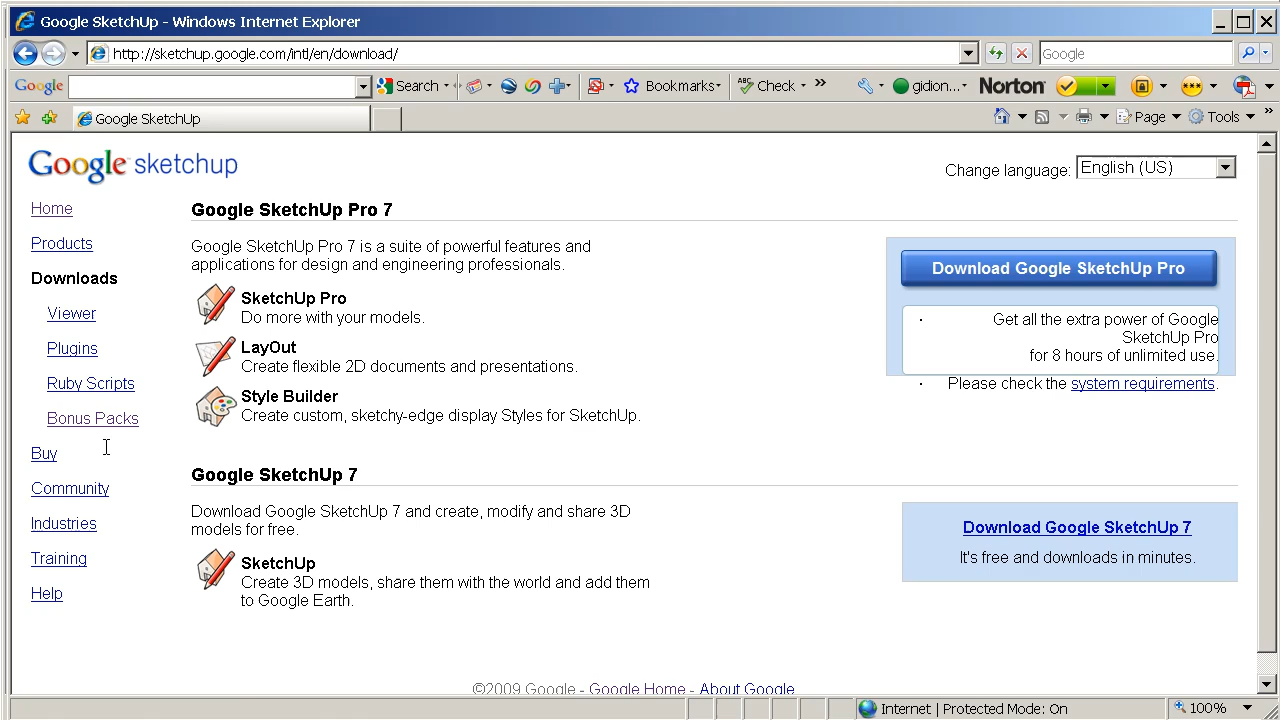 Google SketchUp - Windows Internet Explorer
http://sketchup.google.com/intl/en/download/
Google
Google Search Bookmarks Check gidion... Norton
Google SketchUp Page Tools
Google sketchup
Change language: English (US)
Home
Products
Downloads
Viewer
Plugins
Ruby Scripts
Bonus Packs
Buy
Community
Industries
Training
Help
Google SketchUp Pro 7
Google SketchUp Pro 7 is a suite of powerful features and
applications for design and engineering professionals.
SketchUp Pro
Do more with your models.
LayOut
Create flexible 2D documents and presentations.
Style Builder
Create custom, sketchy-edge display Styles for SketchUp.
Download Google SketchUp Pro
· Get all the extra power of Google
SketchUp Pro
for 8 hours of unlimited use.
· Please check the system requirements.
Google SketchUp 7
Download Google SketchUp 7 and create, modify and share 3D
models for free.
SketchUp
Create 3D models, share them with the world and add them
to Google Earth.
Download Google SketchUp 7
It's free and downloads in minutes.
©2009 Google - Google Home - About Google
Internet | Protected Mode: On
100%